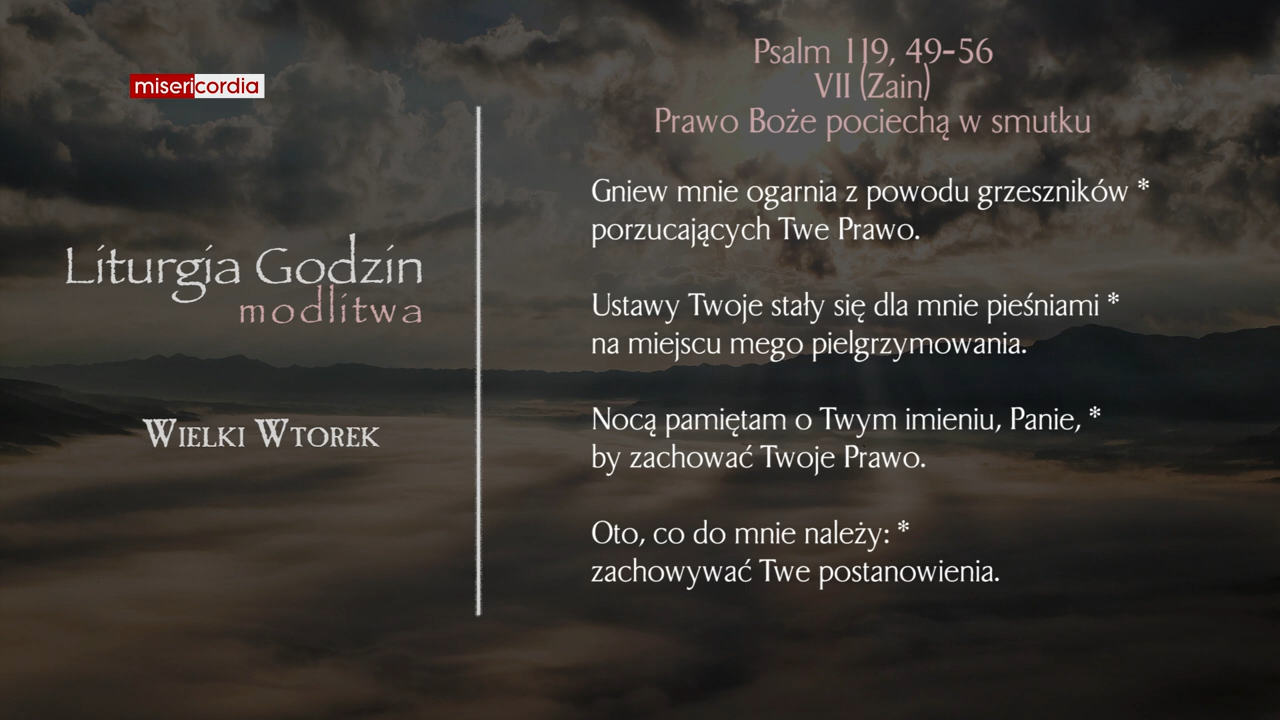 misericordia
Liturgia Godzin
modlitwa
Wielki Wtorek
Psalm 119, 49-56
VII (Zain)
Prawo Boże pociechą w smutku
Gniew mnie ogarnia z powodu grzeszników *
porzucających Twe Prawo.
Ustawy Twoje stały się dla mnie pieśniami *
na miejscu mego pielgrzymowania.
Nocą pamiętam o Twym imieniu, Panie, *
by zachować Twoje Prawo.
Oto, co do mnie należy: *
zachowywać Twe postanowienia.